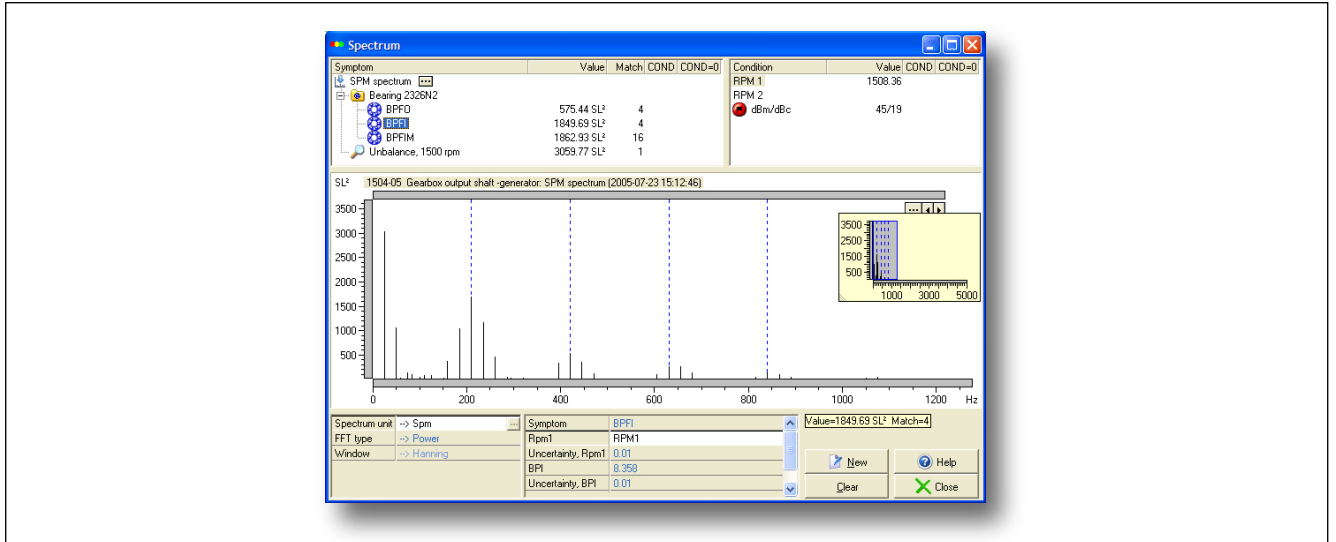 Spectrum
Symptom Value Match COND COND=0
SPM spectrum ...
Bearing 2326N2
BPFO 575.44 SL² 4
BPFI 1849.69 SL² 4
BPFIM 1862.93 SL² 16
Unbalance, 1500 rpm 3059.77 SL² 1
Condition Value COND COND=0
RPM 1 1508.36
RPM 2
dBm/dBc 45/19
SL² 1504-05 Gearbox output shaft -generator: SPM spectrum (2005-07-23 15:12:46)
3500
3000
2500
2000
1500
1000
500
0 200 400 600 800 1000 1200 Hz
...
3500
2500
1500
500
1000 3000 5000
Spectrum unit --> Spm ...
FFT type --> Power
Window --> Hanning
Symptom BPFI
Rpm1 RPM1
Uncertainty, Rpm1 0.01
BPI 8.358
Uncertainty, BPI 0.01
Value=1849.69 SL² Match=4
New Help
Clear Close